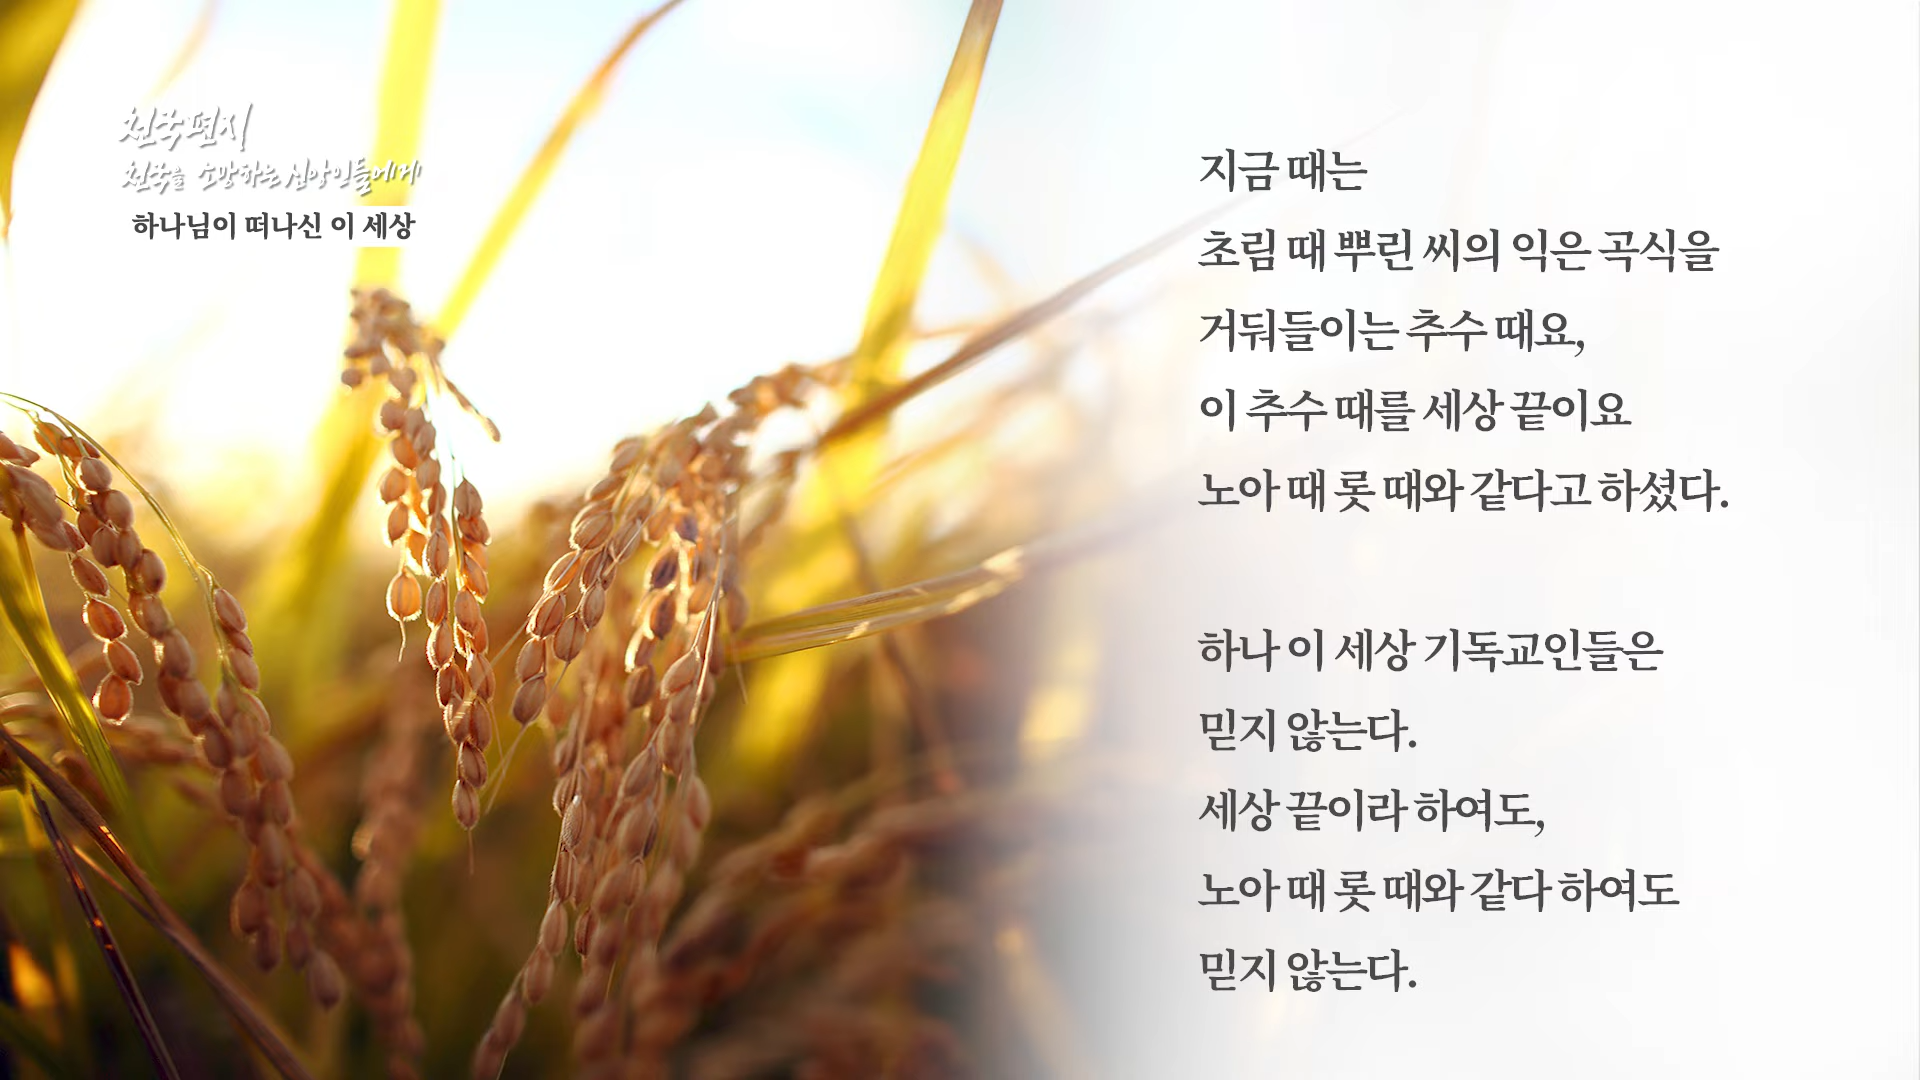 천국편지
천국을 소망하는 신앙인들에게
하나님이 떠나신 이 세상
지금 때는
초림 때 뿌린 씨의 익은 곡식을
거둬들이는 추수 때요,
이 추수 때를 세상 끝이요
노아 때 롯 때와 같다고 하셨다.
하나 이 세상 기독교인들은
믿지 않는다.
세상 끝이라 하여도,
노아 때 롯 때와 같다 하여도
믿지 않는다.